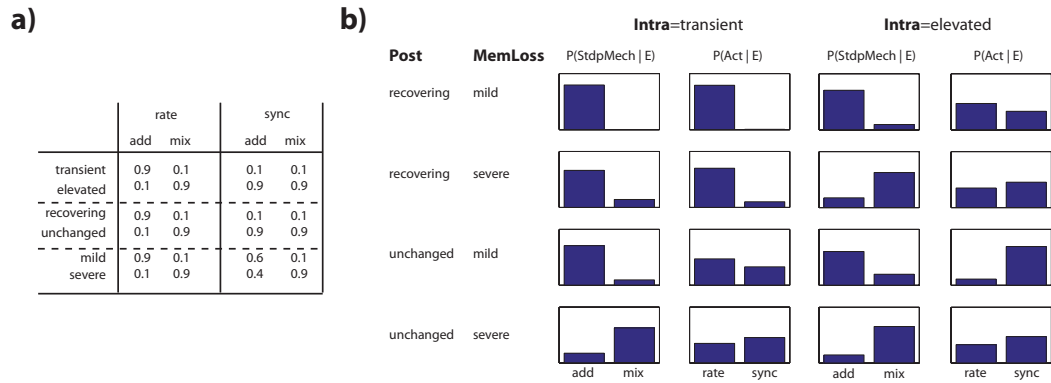 a)
rate sync
add mix add mix
transient 0.9 0.1 0.1 0.1
elevated 0.1 0.9 0.9 0.9
recovering 0.9 0.1 0.1 0.1
unchanged 0.1 0.9 0.9 0.9
mild 0.9 0.1 0.6 0.1
severe 0.1 0.9 0.4 0.9
b)
Intra=transient Intra=elevated
Post MemLoss P(StdpMech | E) P(Act | E) P(StdpMech | E) P(Act | E)
recovering mild
recovering severe
unchanged mild
unchanged severe
add mix rate sync add mix rate sync